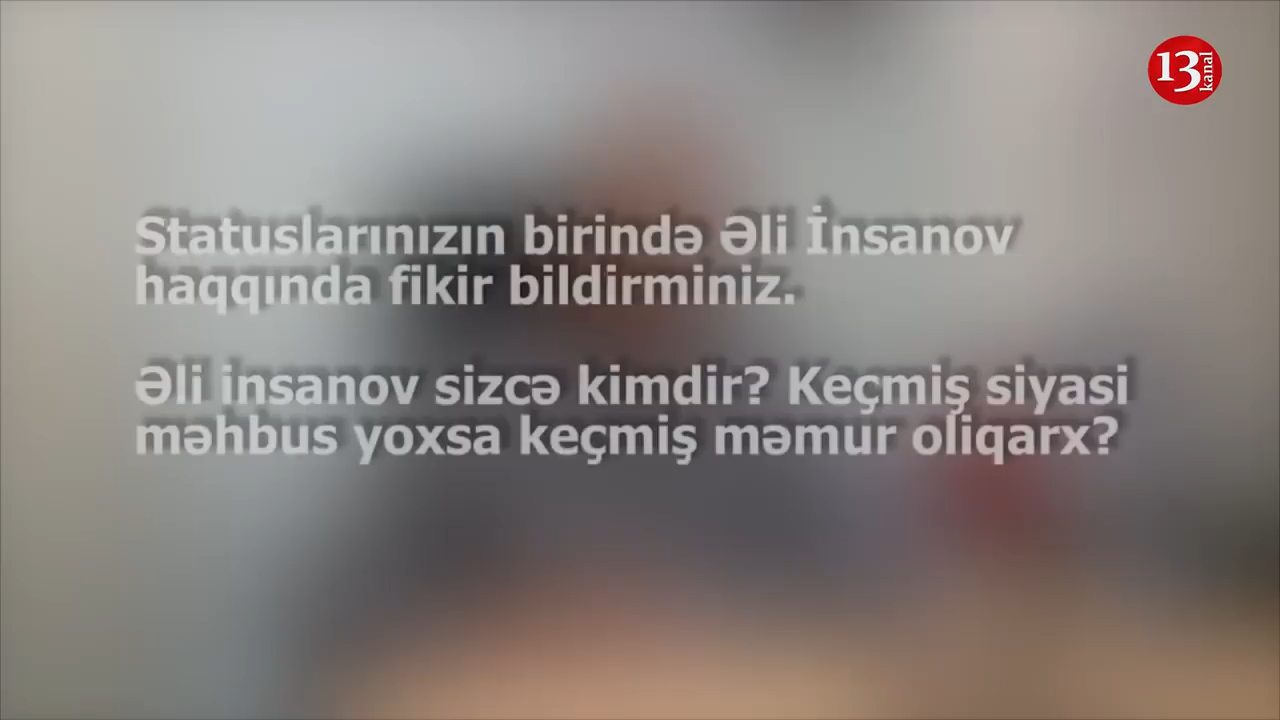 13 kanal
Statuslarınızın birində Əli İnsanov
haqqında fikir bildirminiz.
Əli insanov sizcə kimdir? Keçmiş siyasi
məhbus yoxsa keçmiş məmur oliqarx?